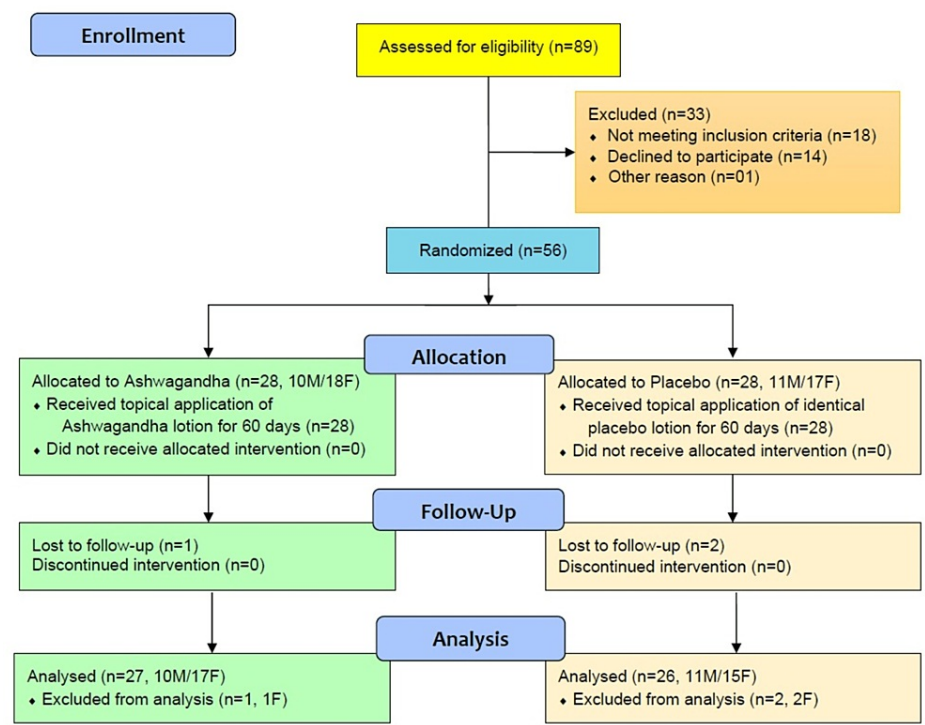 Enrollment
Assessed for eligibility (n=89)
Excluded (n=33)
⬧ Not meeting inclusion criteria (n=18)
⬧ Declined to participate (n=14)
⬧ Other reason (n=01)
Randomized (n=56)
Allocation
Allocated to Ashwagandha (n=28, 10M/18F)
⬧ Received topical application of
Ashwagandha lotion for 60 days (n=28)
⬧ Did not receive allocated intervention (n=0)
Allocated to Placebo (n=28, 11M/17F)
⬧ Received topical application of identical
placebo lotion for 60 days (n=28)
⬧ Did not receive allocated intervention (n=0)
Follow-Up
Lost to follow-up (n=1)
Discontinued intervention (n=0)
Lost to follow-up (n=2)
Discontinued intervention (n=0)
Analysis
Analysed (n=27, 10M/17F)
⬧ Excluded from analysis (n=1, 1F)
Analysed (n=26, 11M/15F)
⬧ Excluded from analysis (n=2, 2F)